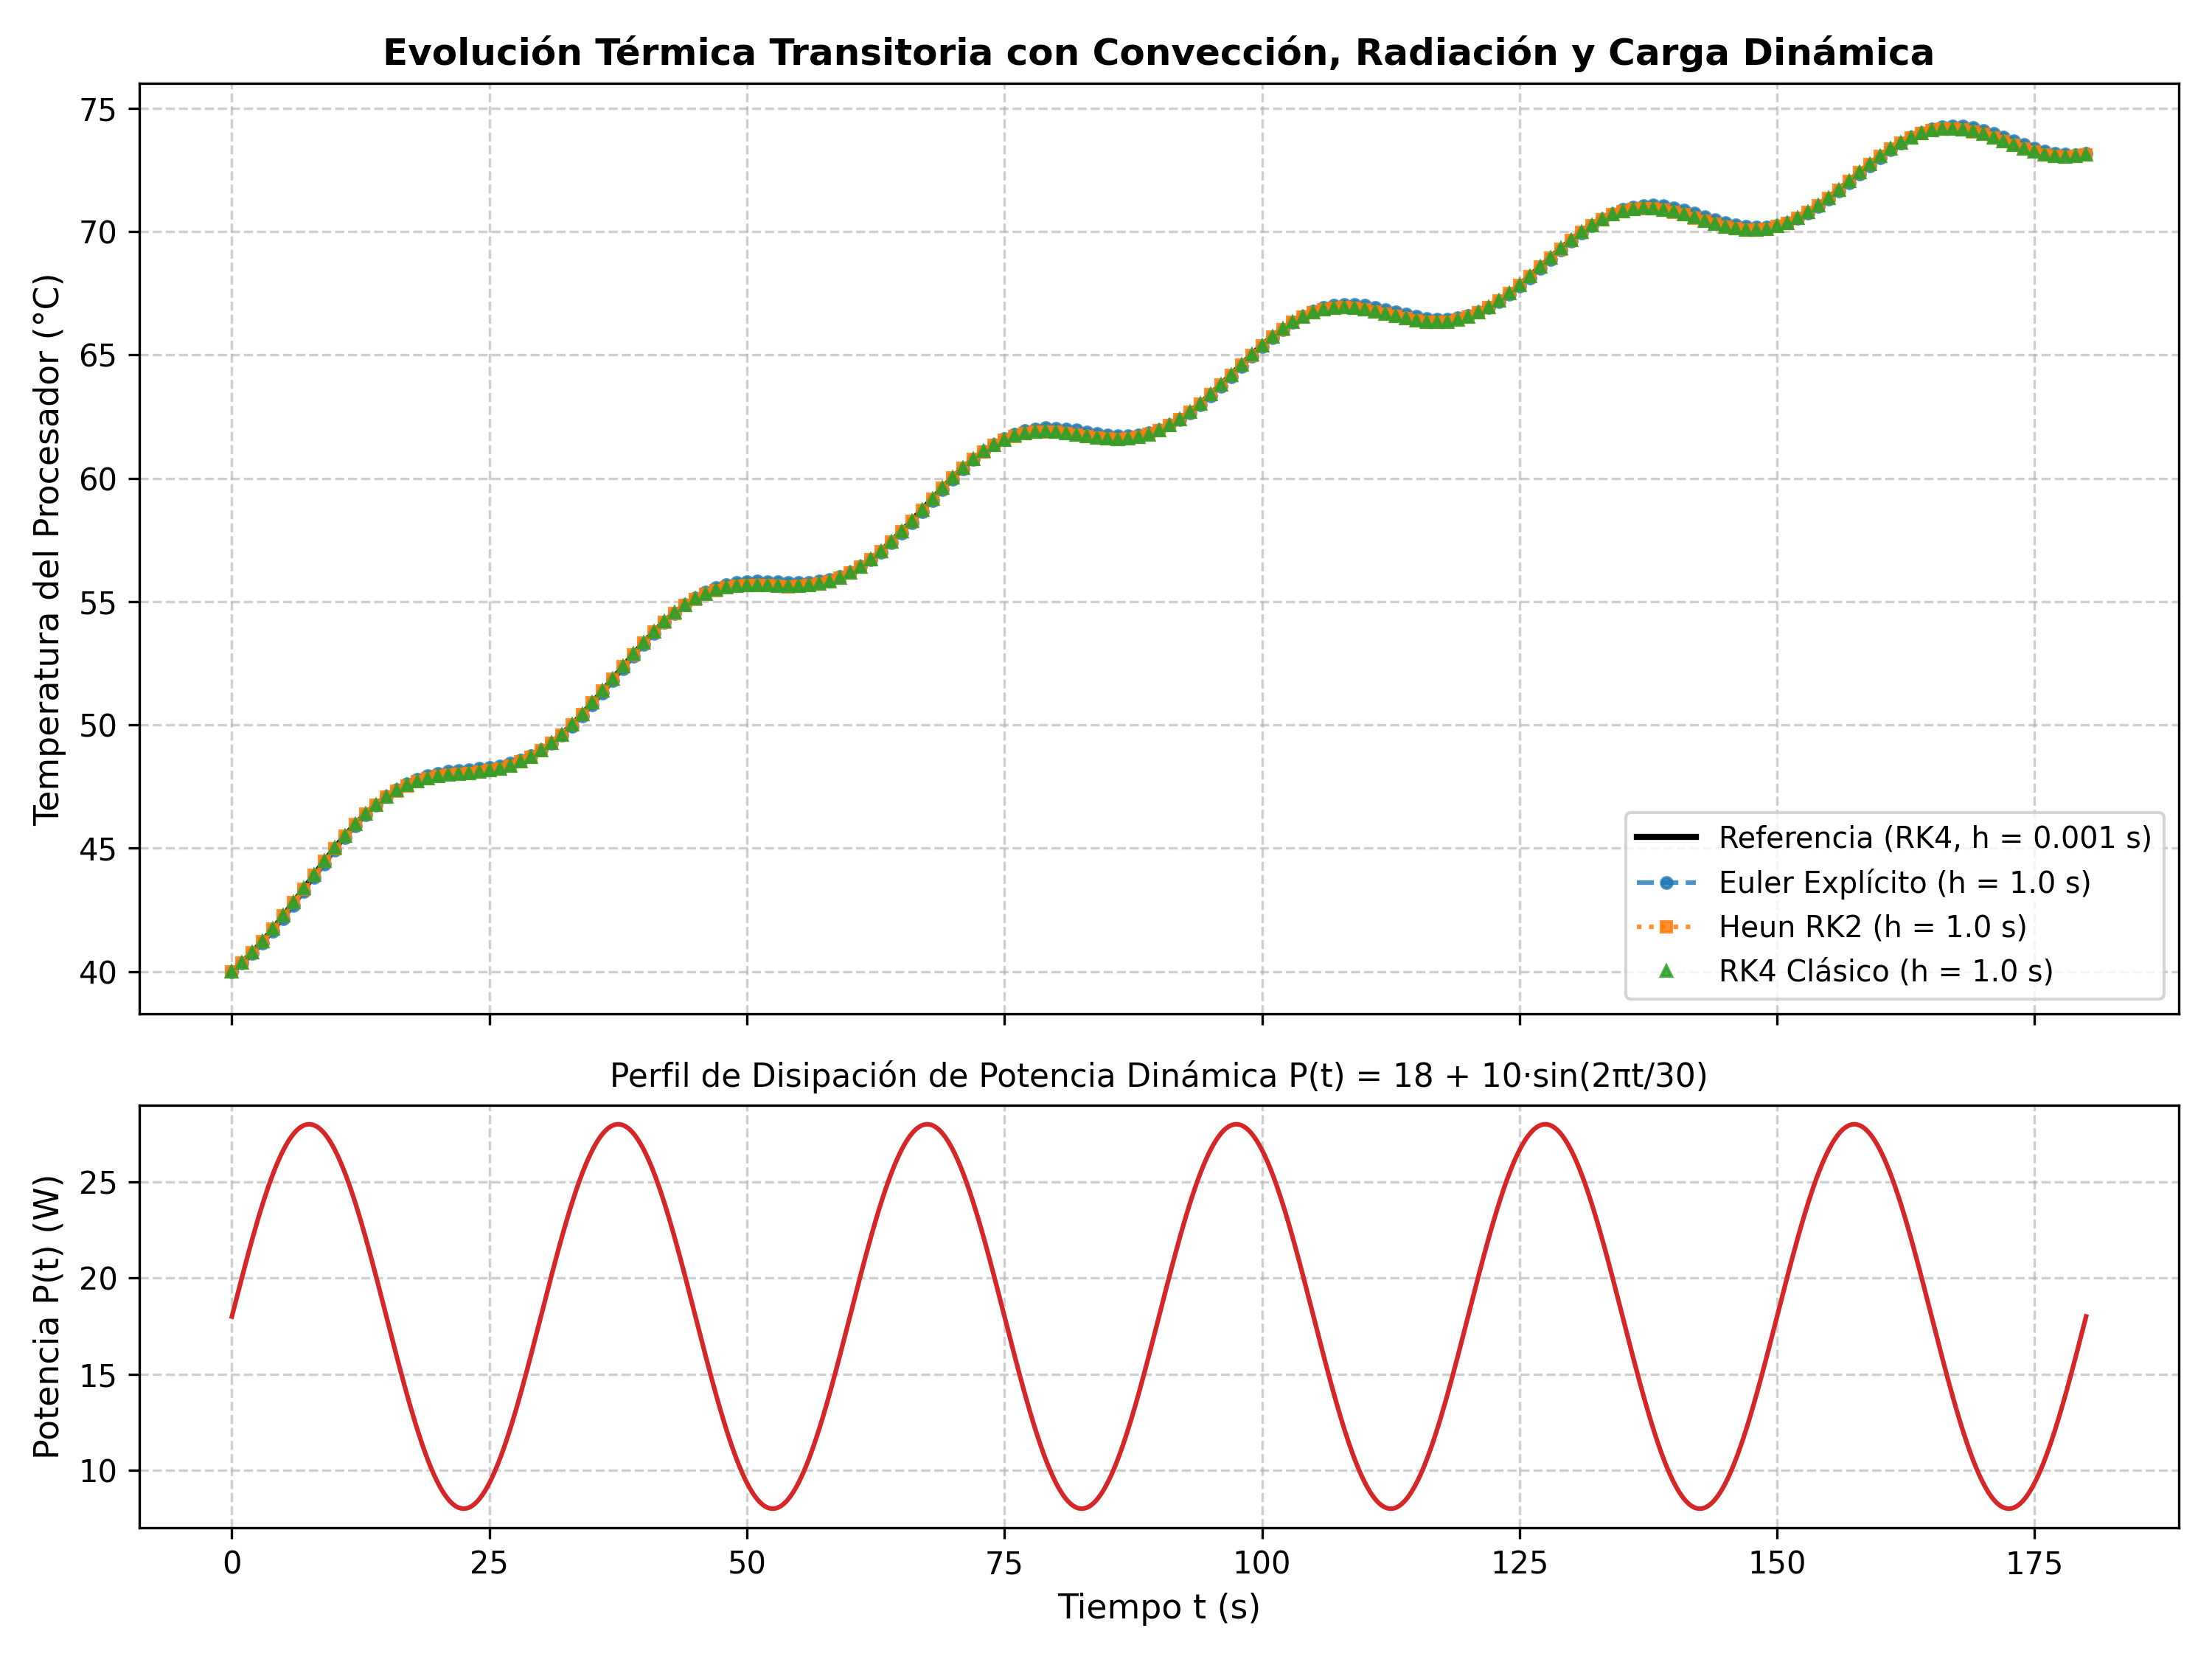 Evolución Térmica Transitoria con Convección, Radiación y Carga Dinámica
Temperatura del Procesador (°C)
75
70
65
60
55
50
45
40
Referencia (RK4, h = 0.001 s)
Euler Explícito (h = 1.0 s)
Heun RK2 (h = 1.0 s)
RK4 Clásico (h = 1.0 s)
Perfil de Disipación de Potencia Dinámica P(t) = 18 + 10·sin(2πt/30)
Potencia P(t) (W)
25
20
15
10
0 25 50 75 100 125 150 175
Tiempo t (s)